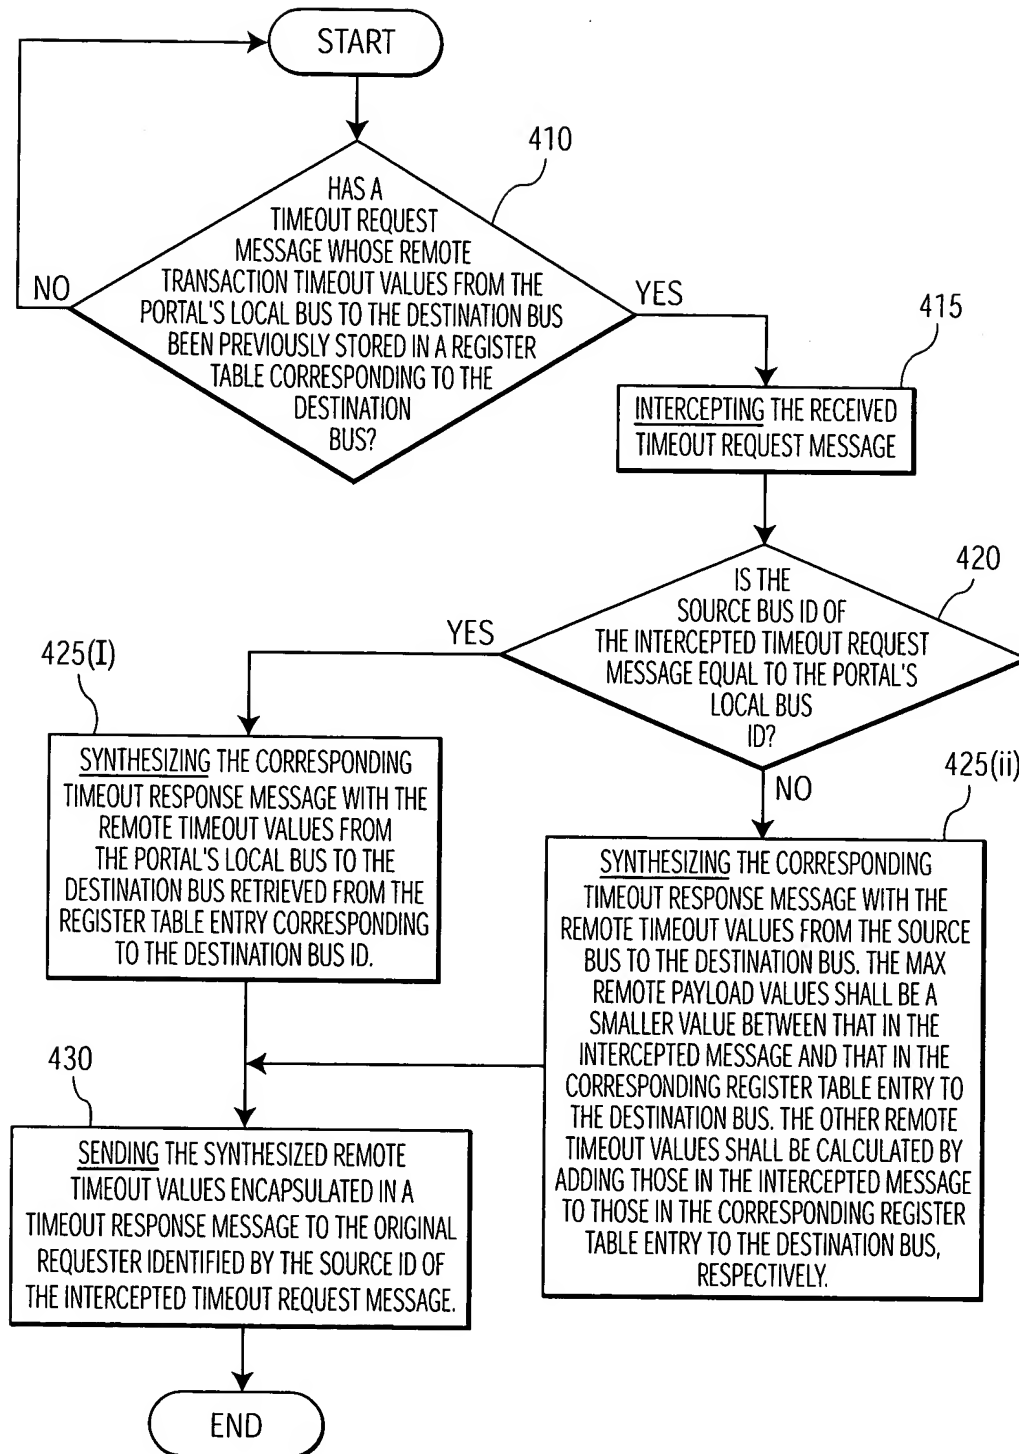 START
410
HAS A
TIMEOUT REQUEST
MESSAGE WHOSE REMOTE
TRANSACTION TIMEOUT VALUES FROM THE
PORTAL'S LOCAL BUS TO THE DESTINATION BUS
BEEN PREVIOUSLY STORED IN A REGISTER
TABLE CORRESPONDING TO THE
DESTINATION
BUS?
NO
YES
415
INTERCEPTING THE RECEIVED
TIMEOUT REQUEST MESSAGE
420
IS THE
SOURCE BUS ID OF
THE INTERCEPTED TIMEOUT REQUEST
MESSAGE EQUAL TO THE PORTAL'S
LOCAL BUS
ID?
YES
NO
425(I)
SYNTHESIZING THE CORRESPONDING
TIMEOUT RESPONSE MESSAGE WITH THE
REMOTE TIMEOUT VALUES FROM
THE PORTAL'S LOCAL BUS TO THE
DESTINATION BUS RETRIEVED FROM THE
REGISTER TABLE ENTRY CORRESPONDING
TO THE DESTINATION BUS ID.
425(ii)
SYNTHESIZING THE CORRESPONDING
TIMEOUT RESPONSE MESSAGE WITH THE
REMOTE TIMEOUT VALUES FROM THE SOURCE
BUS TO THE DESTINATION BUS. THE MAX
REMOTE PAYLOAD VALUES SHALL BE A
SMALLER VALUE BETWEEN THAT IN THE
INTERCEPTED MESSAGE AND THAT IN THE
CORRESPONDING REGISTER TABLE ENTRY TO
THE DESTINATION BUS. THE OTHER REMOTE
TIMEOUT VALUES SHALL BE CALCULATED BY
ADDING THOSE IN THE INTERCEPTED MESSAGE
TO THOSE IN THE CORRESPONDING REGISTER
TABLE ENTRY TO THE DESTINATION BUS,
RESPECTIVELY.
430
SENDING THE SYNTHESIZED REMOTE
TIMEOUT VALUES ENCAPSULATED IN A
TIMEOUT RESPONSE MESSAGE TO THE ORIGINAL
REQUESTER IDENTIFIED BY THE SOURCE ID OF
THE INTERCEPTED TIMEOUT REQUEST MESSAGE.
END